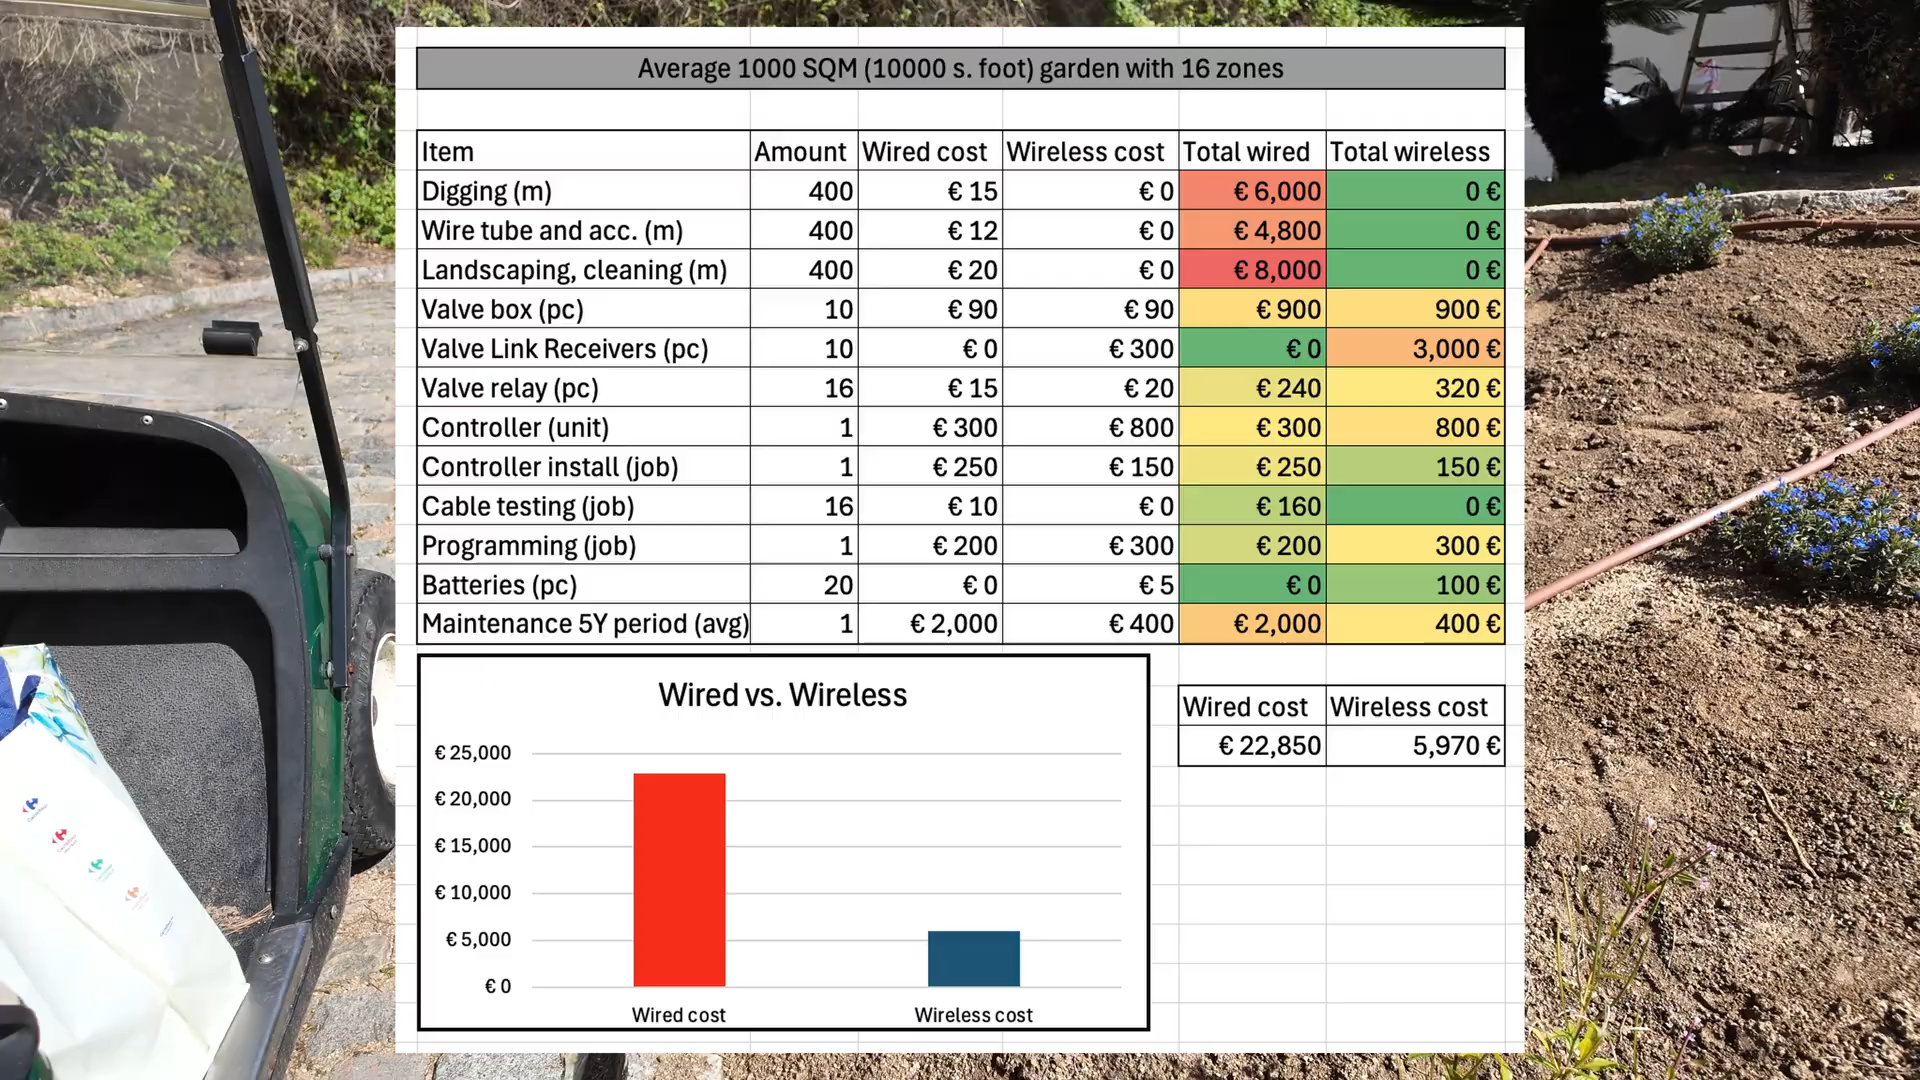 Average 1000 SQM (10000 s. foot) garden with 16 zones
Item Amount Wired cost Wireless cost Total wired Total wireless
Digging (m) 400 € 15 € 0 € 6,000 0 €
Wire tube and acc. (m) 400 € 12 € 0 € 4,800 0 €
Landscaping, cleaning (m) 400 € 20 € 0 € 8,000 0 €
Valve box (pc) 10 € 90 € 90 € 900 900 €
Valve Link Receivers (pc) 10 € 0 € 300 € 0 3,000 €
Valve relay (pc) 16 € 15 € 20 € 240 320 €
Controller (unit) 1 € 300 € 800 € 300 800 €
Controller install (job) 1 € 250 € 150 € 250 150 €
Cable testing (job) 16 € 10 € 0 € 160 0 €
Programming (job) 1 € 200 € 300 € 200 300 €
Batteries (pc) 20 € 0 € 5 € 0 100 €
Maintenance 5Y period (avg) 1 € 2,000 € 400 € 2,000 400 €
Wired vs. Wireless
€ 25,000
€ 20,000
€ 15,000
€ 10,000
€ 5,000
€ 0
Wired cost Wireless cost
Wired cost Wireless cost
€ 22,850 5,970 €